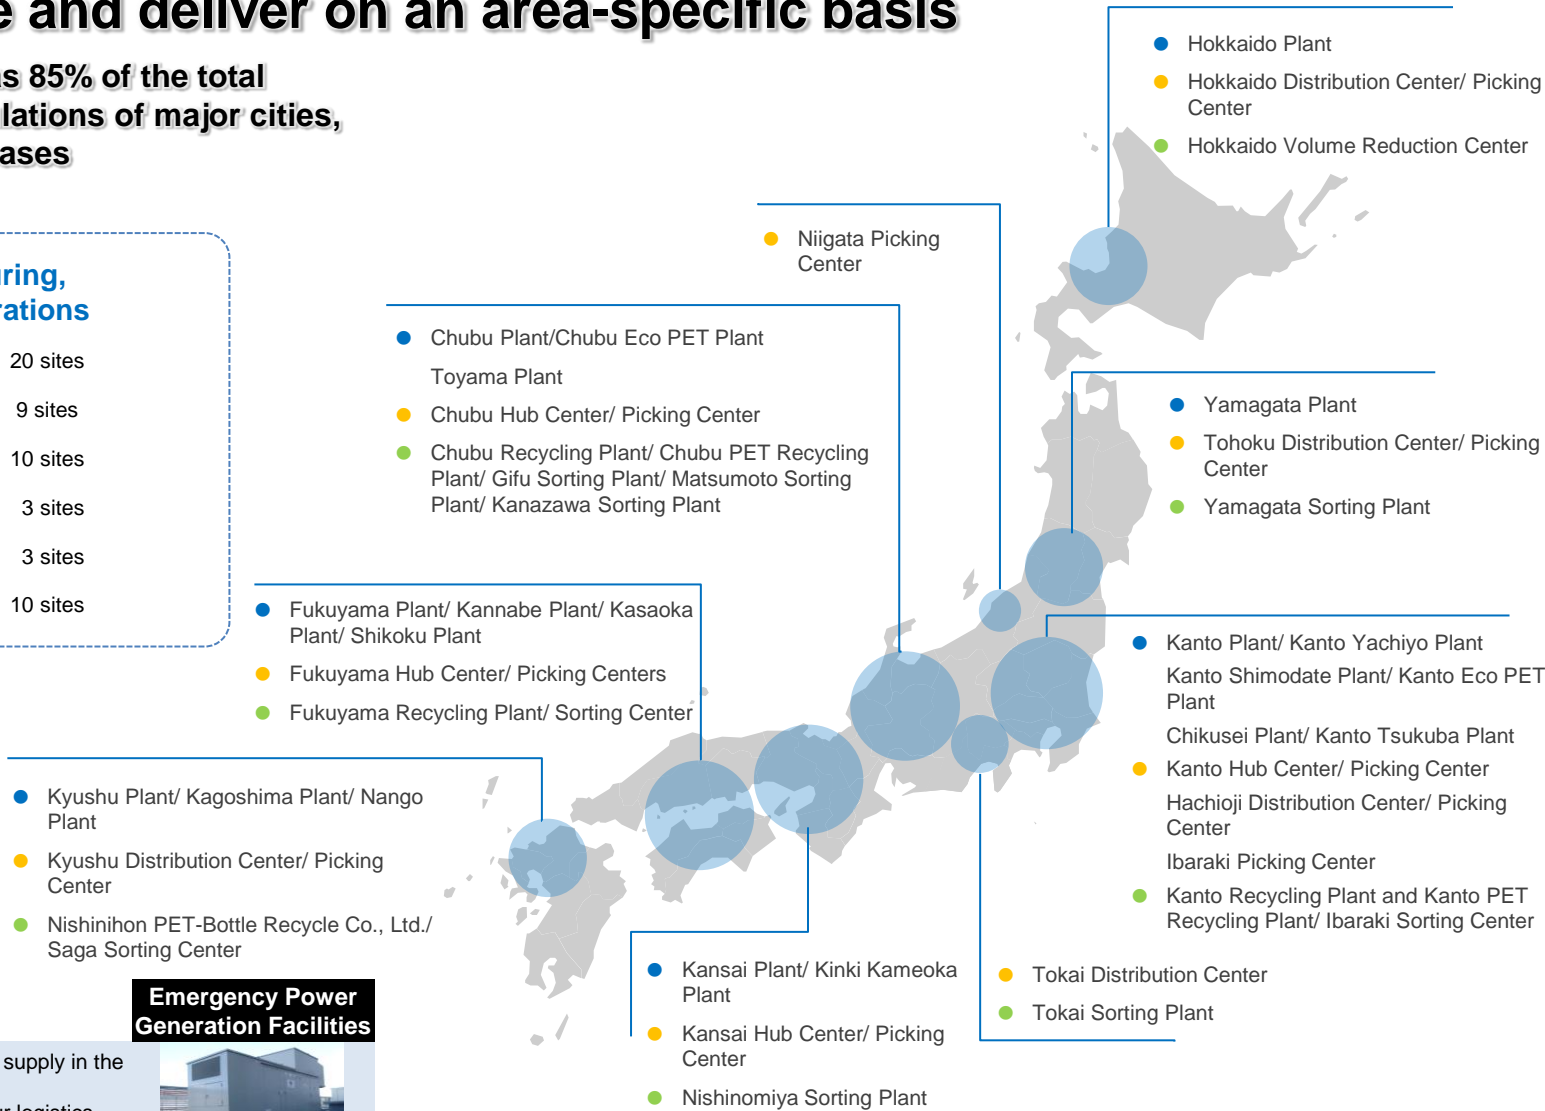 e and deliver on an area-specific basis
as 85% of the total
lations of major cities,
ases
ring,
rations
20 sites
9 sites
10 sites
3 sites
3 sites
10 sites
Hokkaido Plant
Hokkaido Distribution Center/ Picking
Center
Hokkaido Volume Reduction Center
Niigata Picking
Center
Chubu Plant/Chubu Eco PET Plant
Toyama Plant
Chubu Hub Center/ Picking Center
Chubu Recycling Plant/ Chubu PET Recycling
Plant/ Gifu Sorting Plant/ Matsumoto Sorting
Plant/ Kanazawa Sorting Plant
Yamagata Plant
Tohoku Distribution Center/ Picking
Center
Yamagata Sorting Plant
Fukuyama Plant/ Kannabe Plant/ Kasaoka
Plant/ Shikoku Plant
Fukuyama Hub Center/ Picking Centers
Fukuyama Recycling Plant/ Sorting Center
Kanto Plant/ Kanto Yachiyo Plant
Kanto Shimodate Plant/ Kanto Eco PET
Plant
Chikusei Plant/ Kanto Tsukuba Plant
Kanto Hub Center/ Picking Center
Hachioji Distribution Center/ Picking
Center
Ibaraki Picking Center
Kanto Recycling Plant and Kanto PET
Recycling Plant/ Ibaraki Sorting Center
Kyushu Plant/ Kagoshima Plant/ Nango
Plant
Kyushu Distribution Center/ Picking
Center
Nishinihon PET-Bottle Recycle Co., Ltd./
Saga Sorting Center
Kansai Plant/ Kinki Kameoka
Plant
Kansai Hub Center/ Picking
Center
Nishinomiya Sorting Plant
Tokai Distribution Center
Tokai Sorting Plant
Emergency Power
Generation Facilities
supply in the
r logistics